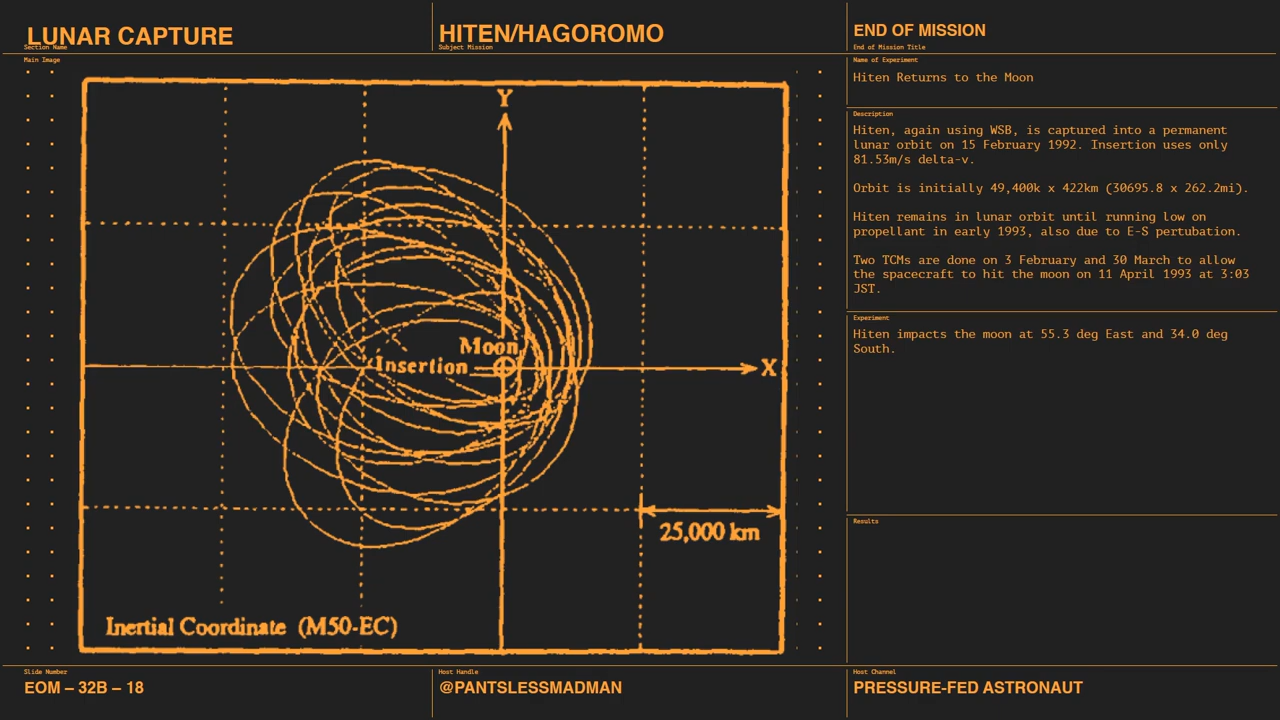 LUNAR CAPTURE
Section Name
HITEN/HAGOROMO
Subject Mission
END OF MISSION
End of Mission Title
Main Image
Y
Moon
Insertion
X
25,000 km
Inertial Coordinate (M50-EC)
Name of Experiment
Hiten Returns to the Moon
Description
Hiten, again using WSB, is captured into a permanent
lunar orbit on 15 February 1992. Insertion uses only
81.53m/s delta-v.
Orbit is initially 49,400k x 422km (30695.8 x 262.2mi).
Hiten remains in lunar orbit until running low on
propellant in early 1993, also due to E-S pertubation.
Two TCMs are done on 3 February and 30 March to allow
the spacecraft to hit the moon on 11 April 1993 at 3:03
JST.
Experiment
Hiten impacts the moon at 55.3 deg East and 34.0 deg
South.
Results
Slide Number
EOM – 32B – 18
Host Handle
@PANTSLESSMADMAN
Host Channel
PRESSURE-FED ASTRONAUT